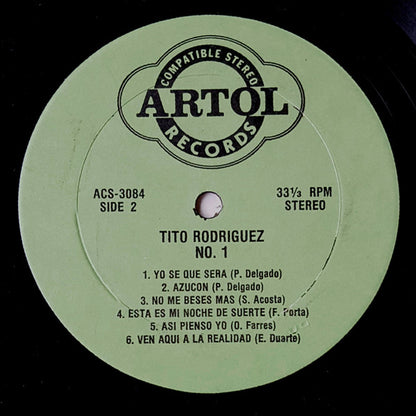 COMPATIBLE STEREO
ARTOL
RECORDS
ACS-3084 33⅓ RPM
SIDE 2 STEREO
TITO RODRIGUEZ
NO. 1
1. YO SE QUE SERA (P. Delgado)
2. AZUCON (P. Delgado)
3. NO ME BESES MAS (S. Acosta)
4. ESTA ES MI NOCHE DE SUERTE (F. Porta)
5. ASI PIENSO YO (O. Farres)
6. VEN AQUI A LA REALIDAD (E. Duarte)